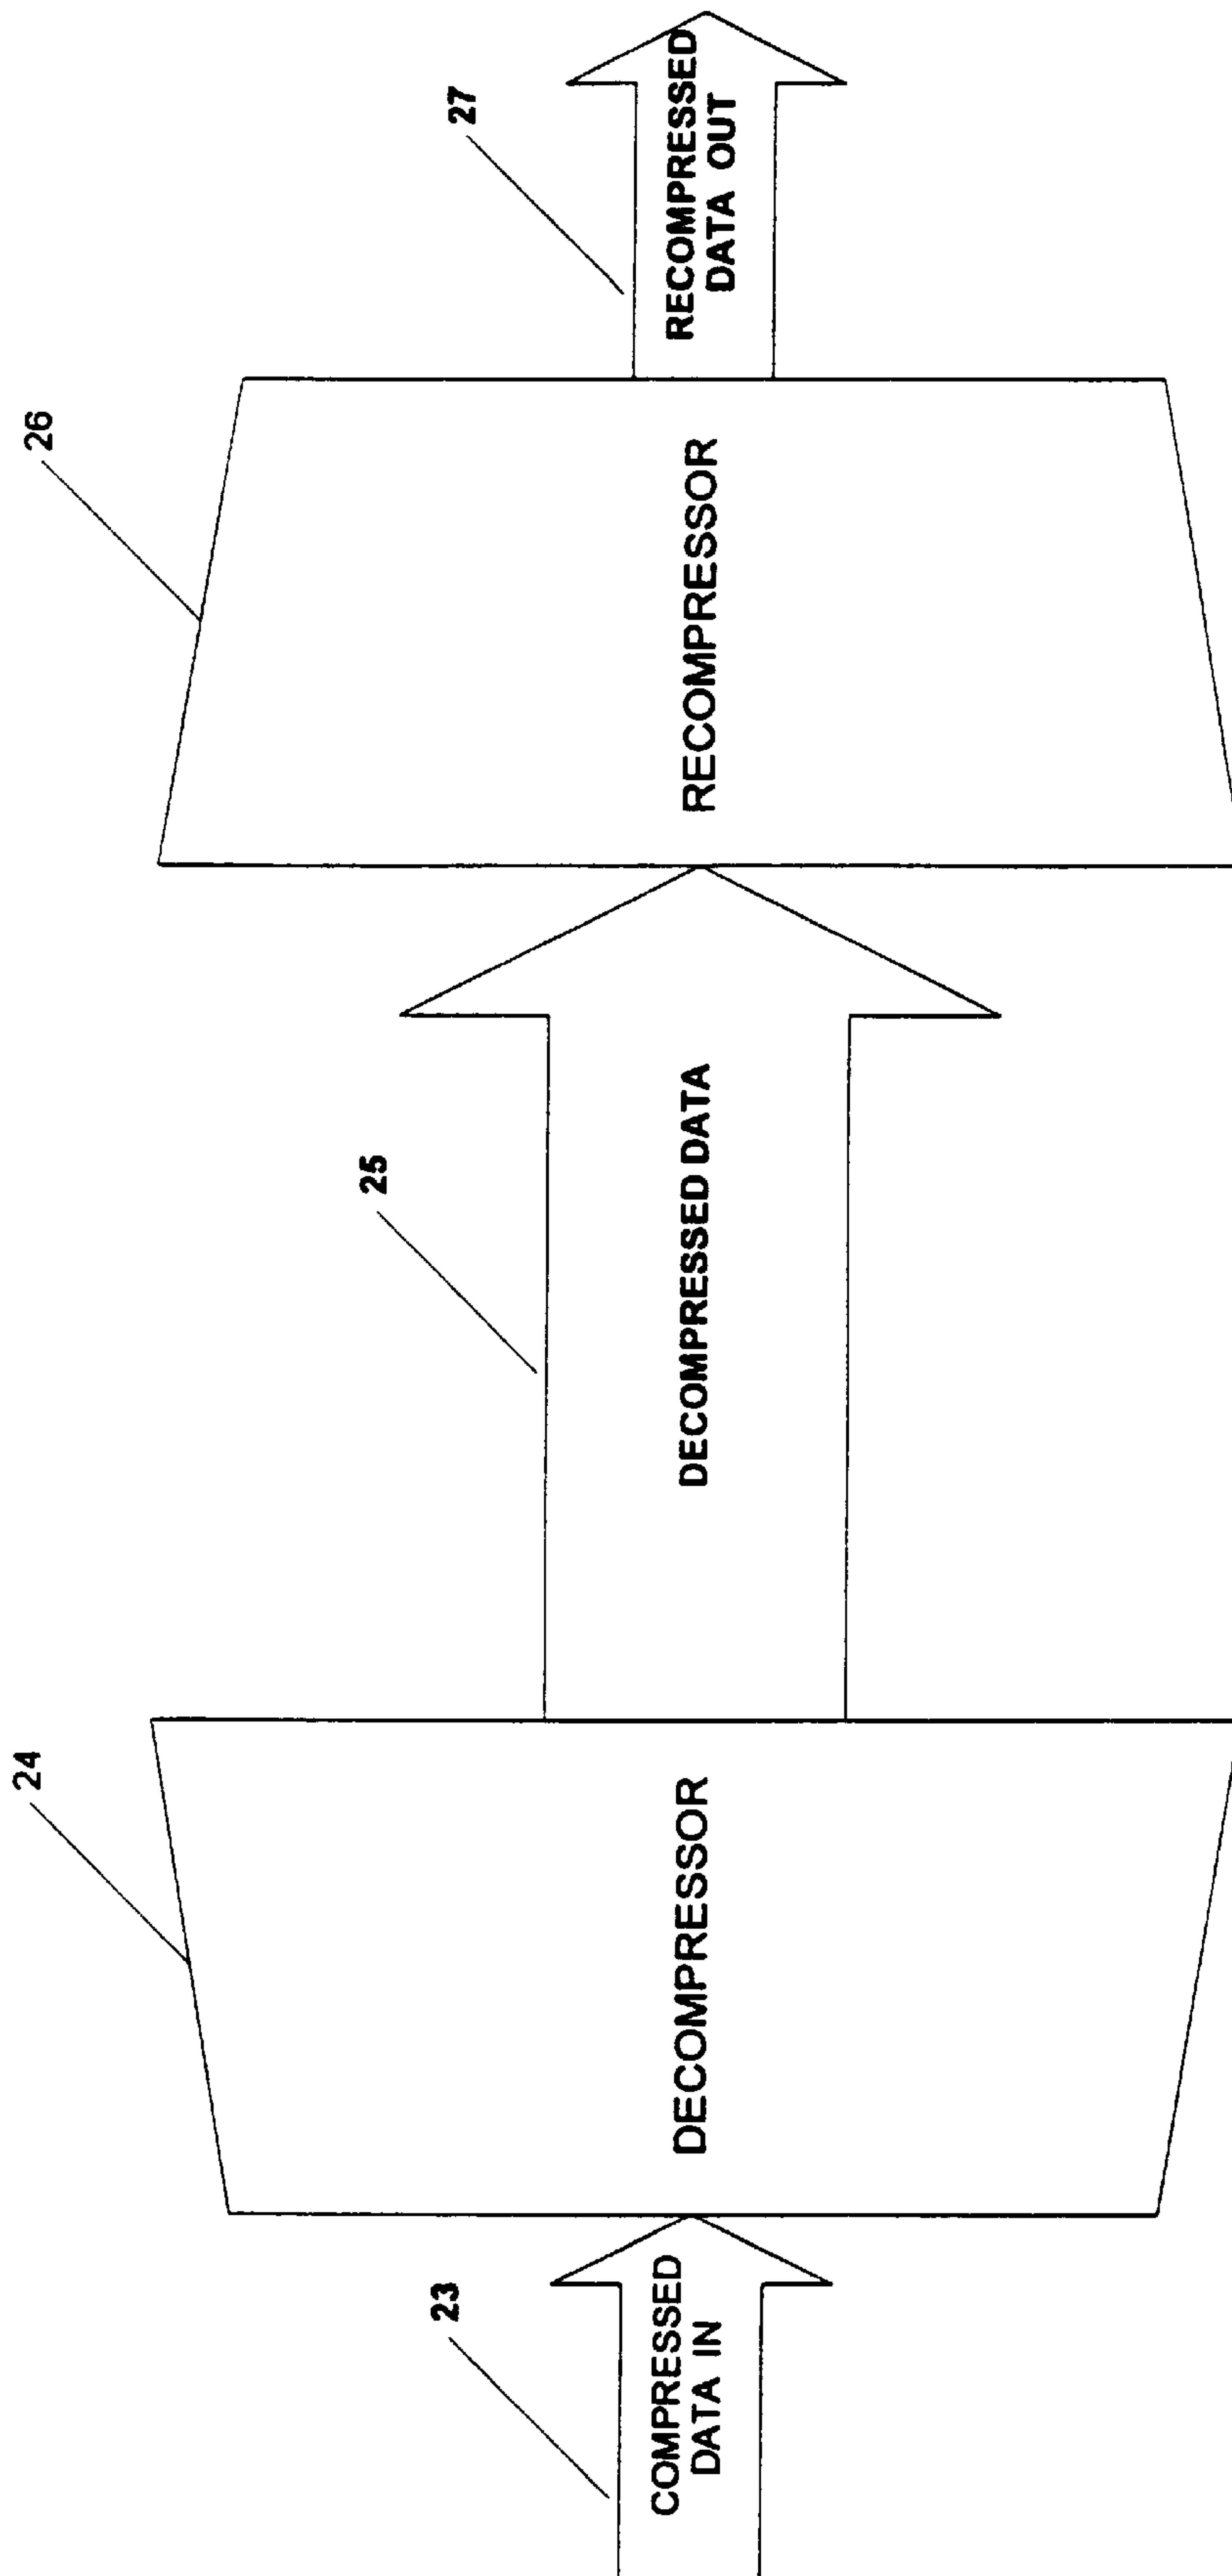 23
COMPRESSED
DATA IN
24
DECOMPRESSOR
25
DECOMPRESSED DATA
26
RECOMPRESSOR
27
RECOMPRESSED
DATA OUT